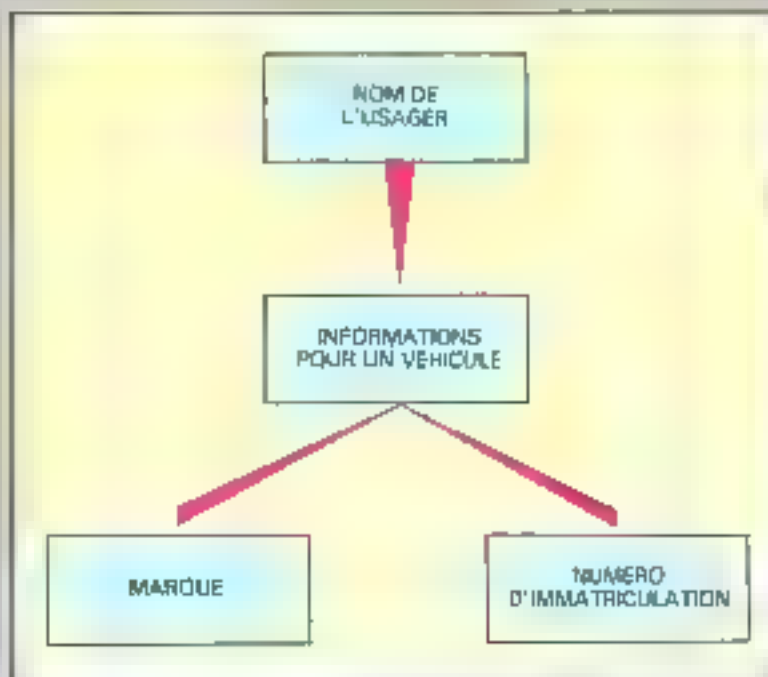 NOM DE
L'USAGER
INFORMATIONS
POUR UN VEHICULE
MARQUE
NUMERO
D'IMMATRICULATION